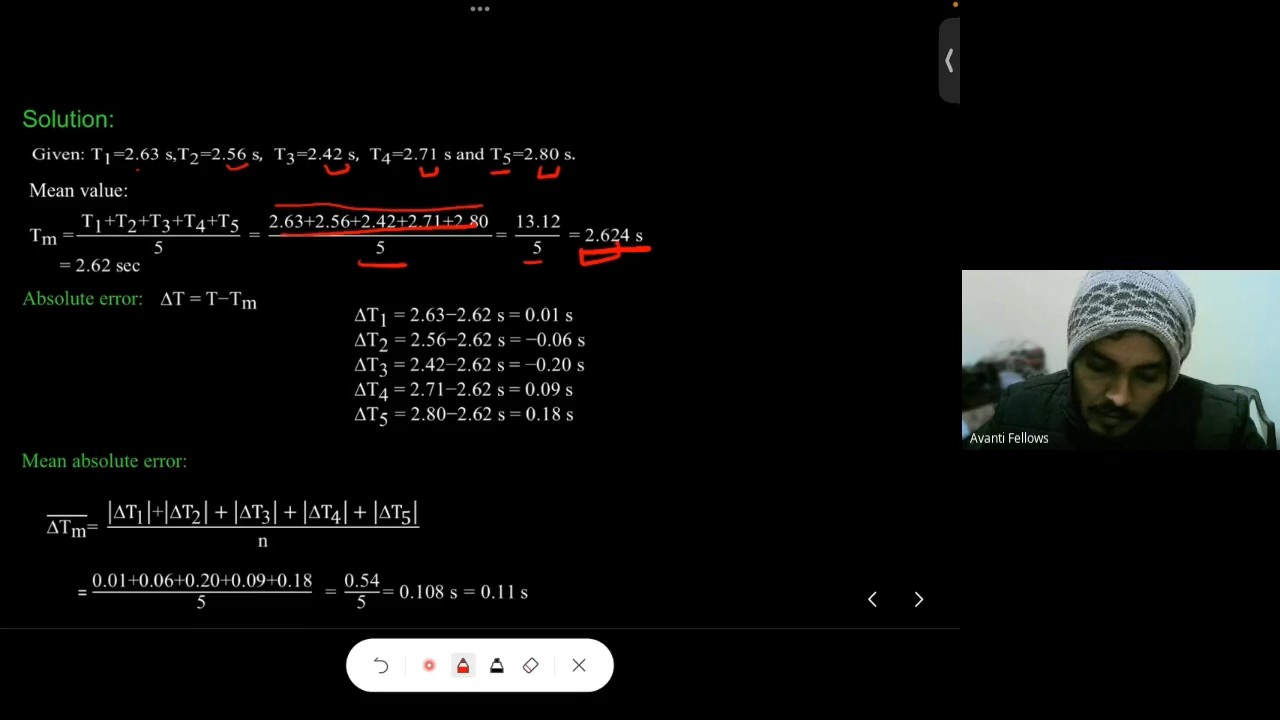 Solution:
Given: T1=2.63 s,T2=2.56 s, T3=2.42 s, T4=2.71 s and T5=2.80 s.
Mean value:
Tm = T1+T2+T3+T4+T5 / 5 = 2.63+2.56+2.42+2.71+2.80 / 5 = 13.12 / 5 = 2.624 s
= 2.62 sec
Absolute error: ΔT = T−Tm
ΔT1 = 2.63−2.62 s = 0.01 s
ΔT2 = 2.56−2.62 s = −0.06 s
ΔT3 = 2.42−2.62 s = −0.20 s
ΔT4 = 2.71−2.62 s = 0.09 s
ΔT5 = 2.80−2.62 s = 0.18 s
Avanti Fellows
Mean absolute error:
ΔTm= |ΔT1|+|ΔT2| + |ΔT3| + |ΔT4| + |ΔT5| / n
= 0.01+0.06+0.20+0.09+0.18 / 5 = 0.54 / 5 = 0.108 s = 0.11 s